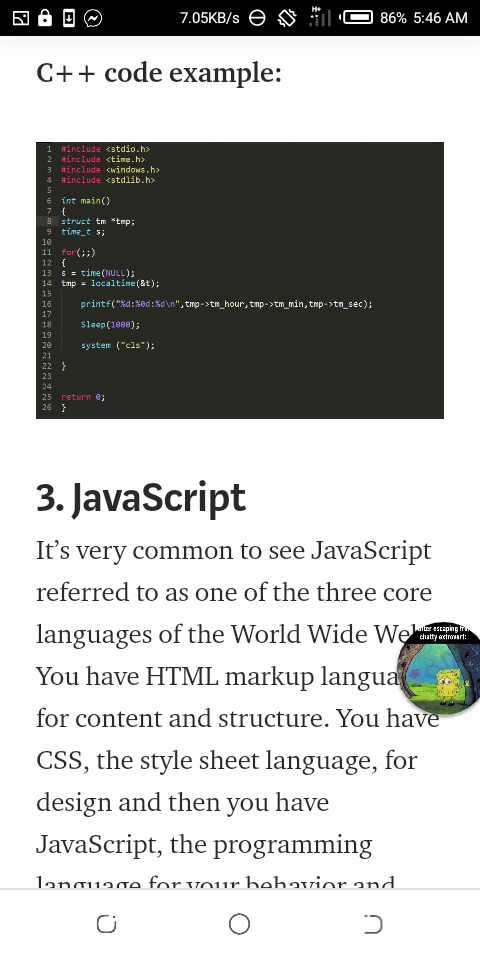 7.05KB/s H+ 86% 5:46 AM
C++ code example:
1 #include <stdio.h>
2 #include <time.h>
3 #include <windows.h>
4 #include <stdlib.h>
5
6 int main()
7 {
8 struct tm *tmp;
9 time_t s;
10
11 for(;;)
12 {
13 s = time(NULL);
14 tmp = localtime(&t);
15
16 printf("%d:%0d:%d\n",tmp->tm_hour,tmp->tm_min,tmp->tm_sec);
17
18 Sleep(1000);
19
20 system ("cls");
21
22 }
23
24
25 return 0;
26 }
3. JavaScript
It's very common to see JavaScript
referred to as one of the three core
languages of the World Wide We
You have HTML markup langua
for content and structure. You have
CSS, the style sheet language, for
design and then you have
JavaScript, the programming
language for your behavior and
escaping
chatty extrovert: